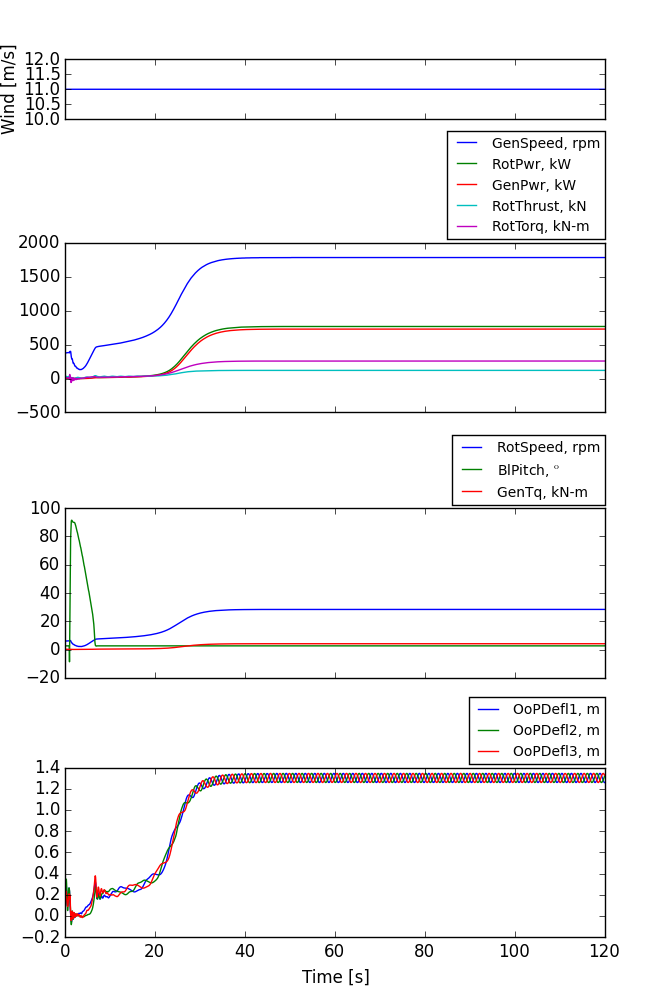 Wind [m/s]
12.0
11.5
11.0
10.5
10.0
GenSpeed, rpm
RotPwr, kW
GenPwr, kW
RotThrust, kN
RotTorq, kN-m
2000
1500
1000
500
0
−500
RotSpeed, rpm
BlPitch, °
GenTq, kN-m
100
80
60
40
20
0
−20
OoPDefl1, m
OoPDefl2, m
OoPDefl3, m
1.4
1.2
1.0
0.8
0.6
0.4
0.2
0.0
−0.2
0 20 40 60 80 100 120
Time [s]